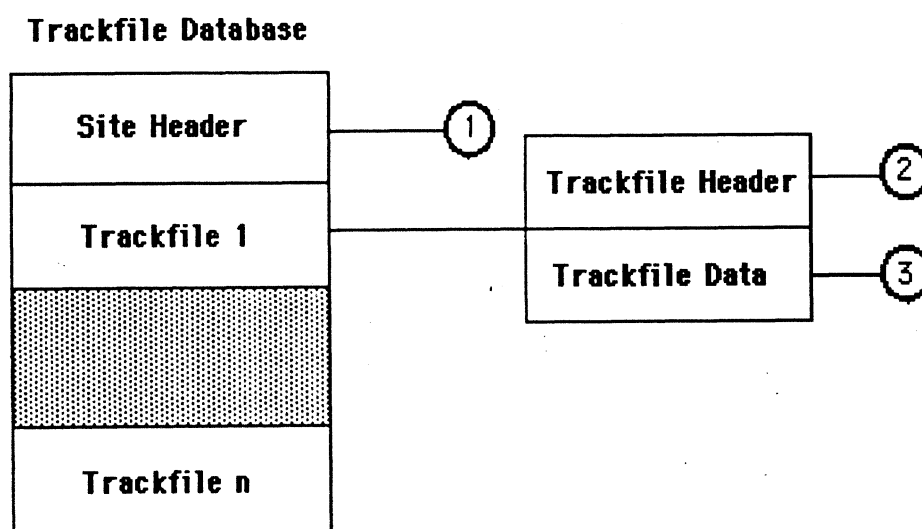 Trackfile Database
Site Header
1
Trackfile Header
2
Trackfile 1
Trackfile Data
3
Trackfile n